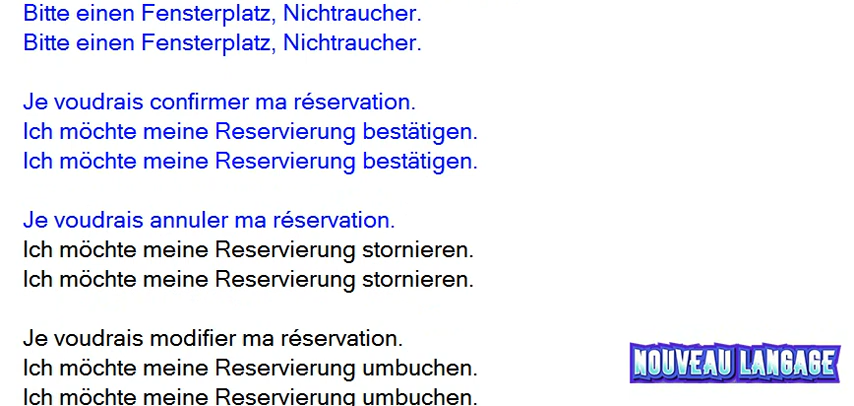 Bitte einen Fensterplatz, Nichtraucher.
Bitte einen Fensterplatz, Nichtraucher.
Je voudrais confirmer ma réservation.
Ich möchte meine Reservierung bestätigen.
Ich möchte meine Reservierung bestätigen.
Je voudrais annuler ma réservation.
Ich möchte meine Reservierung stornieren.
Ich möchte meine Reservierung stornieren.
Je voudrais modifier ma réservation.
Ich möchte meine Reservierung umbuchen.
Ich möchte meine Reservierung umbuchen.
NOUVEAU LANGAGE